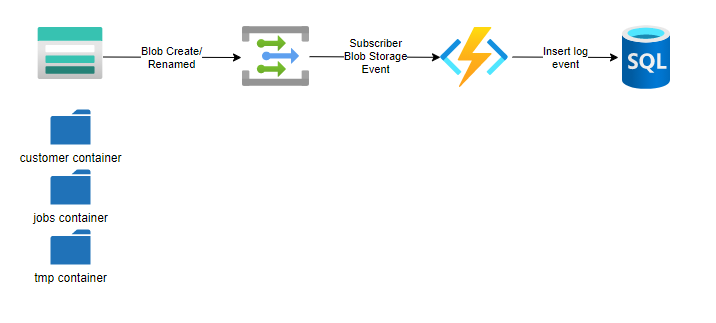 Blob Create/
Renamed
Subscriber
Blob Storage
Event
Insert log
event
SQL
customer container
jobs container
tmp container